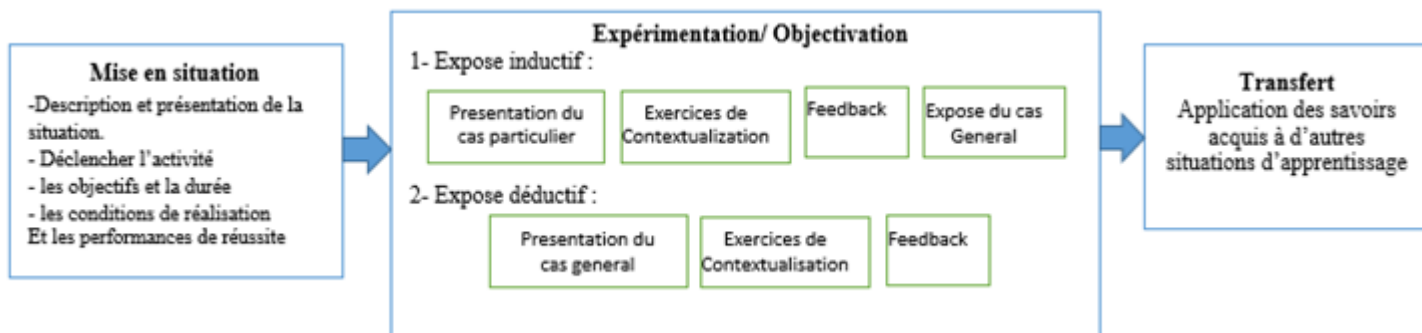 Mise en situation
-Description et présentation de la
situation.
- Déclencher l'activité
- les objectifs et la durée
- les conditions de réalisation
Et les performances de réussite
Expérimentation/ Objectivation
1- Expose inductif :
Presentation du
cas particulier
Exercices de
Contextualization
Feedback
Expose du cas
General
2- Expose déductif :
Presentation du
cas general
Exercices de
Contextualisation
Feedback
Transfert
Application des savoirs
acquis à d'autres
situations d'apprentissage